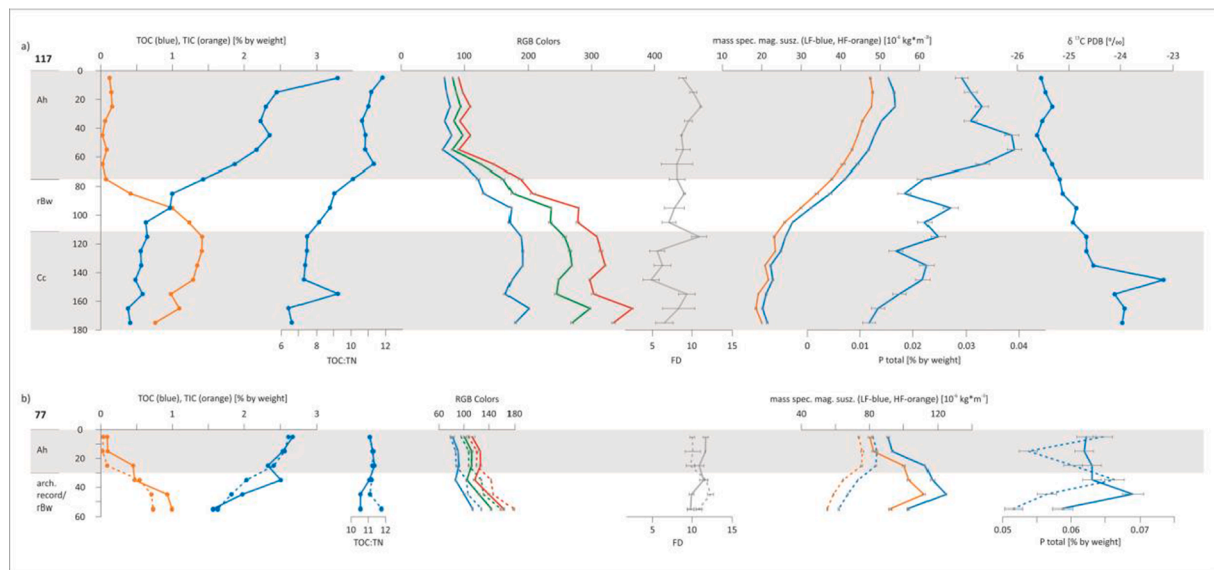 TOC (blue), TIC (orange) [% by weight] RGB Colors mass spec. mag. susz. (LF-blue, HF-orange) [10⁻⁸ kg*m⁻³] δ ¹³C PDB [⁰/₀₀]
a)
117 0 1 2 3 0 100 200 300 400 10 20 30 40 50 60 70 80 -26 -25 -24 -23
0
20
Ah
40
60
80
rBw
100
120
140
Cc
160
180
6 8 10 12 5 10 15 0 0.01 0.02 0.03 0.04
TOC:TN FD P total [% by weight]
b) TOC (blue), TIC (orange) [% by weight] RGB Colors mass spec. mag. susz. (LF-blue, HF-orange) [10⁻⁸ kg*m⁻³]
77 0 1 2 3 60 100 140 180 40 80 120
0
Ah 20
arch.
40
record/
rBw 60
10 11 12 5 10 15 0.05 0.06 0.07
TOC:TN FD P total [% by weight]